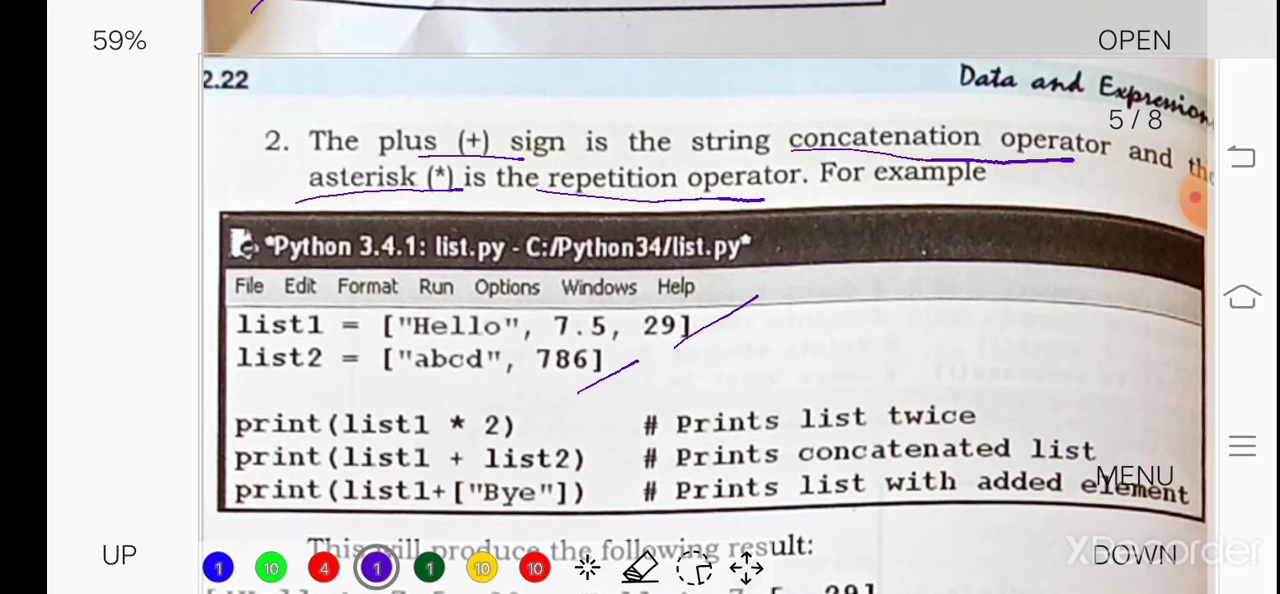 59%
OPEN
2.22
Data and Expression
5 / 8
2. The plus (+) sign is the string concatenation operator and the
asterisk (*) is the repetition operator. For example
*Python 3.4.1: list.py - C:/Python34/list.py*
File Edit Format Run Options Windows Help
list1 = ["Hello", 7.5, 29]
list2 = ["abcd", 786]
print(list1 * 2) # Prints list twice
print(list1 + list2) # Prints concatenated list
MENU
print(list1+["Bye"]) # Prints list with added element
UP
This will produce the following result:
XRecorder
DOWN
1 10 4 1 1 10 10
29]